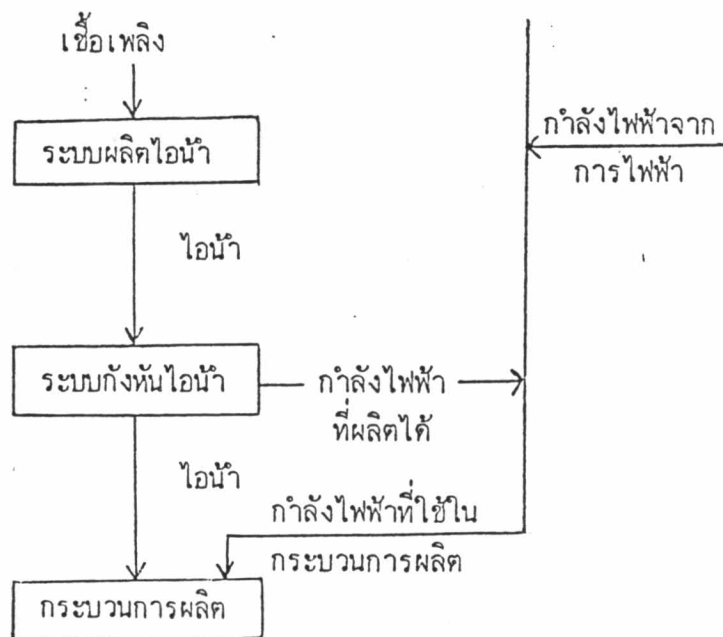 เชื้อเพลิง
ระบบผลิตไอน้ำ
กำลังไฟฟ้าจาก
การไฟฟ้า
ไอน้ำ
ระบบกังหันไอน้ำ
กำลังไฟฟ้า
ที่ผลิตได้
ไอน้ำ
กำลังไฟฟ้าที่ใช้ใน
กระบวนการผลิต
กระบวนการผลิต